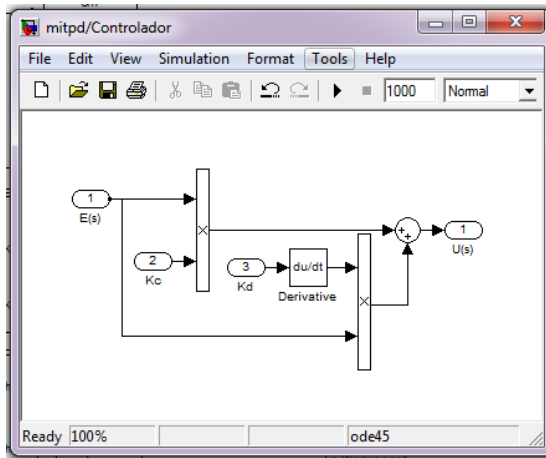 mitpd/Controlador
File Edit View Simulation Format Tools Help
1000 Normal
1
E(s)
2
Kc
3
Kd
du/dt
Derivative
×
×
+
+
1
U(s)
Ready 100% ode45